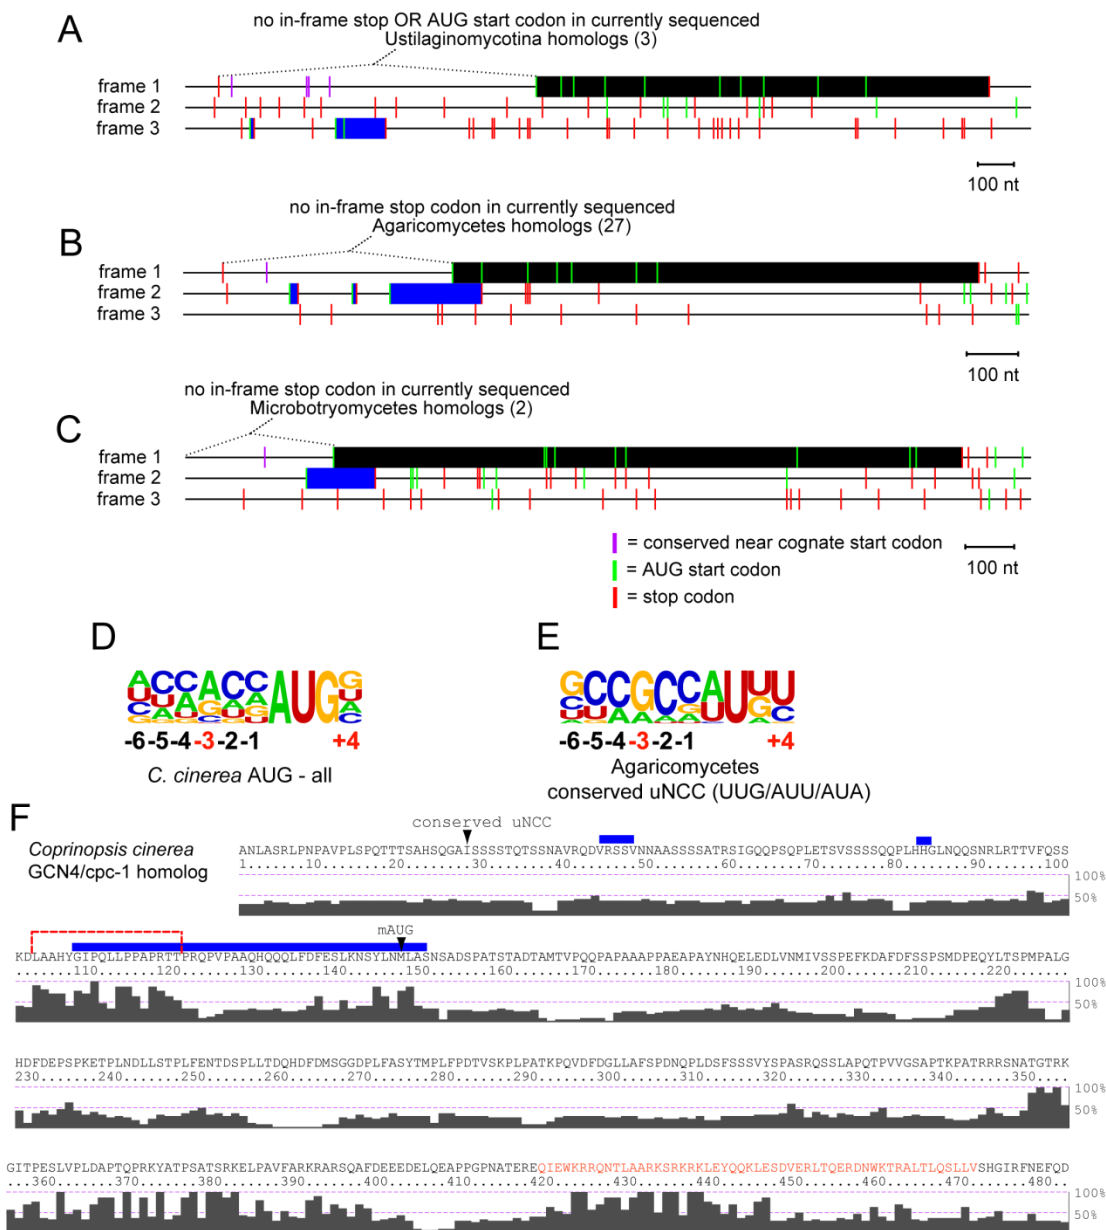 A
no in-frame stop OR AUG start codon in currently sequenced
Ustilaginomycotina homologs (3)
frame 1
frame 2
frame 3
100 nt
no in-frame stop codon in currently sequenced
Agaricomycetes homologs (27)
B
frame 1
frame 2
frame 3
100 nt
no in-frame stop codon in currently sequenced
Microbotryomycetes homologs (2)
C
frame 1
frame 2
frame 3
= conserved near cognate start codon
= AUG start codon
= stop codon
100 nt
D
E
-6-5-4-3-2-1 +4
C. cinerea AUG - all
-6-5-4-3-2-1 +4
Agaricomycetes
conserved uNCC (UUG/AUU/AUA)
F
conserved uNCC
Coprinopsis cinerea
GCN4/cpc-1 homolog
ANLASRLPNPAVPLSPQTTTSAHSQGAISSSSTQTSSNAVRQDVRSSVNNAASSSSATRSIGQQPSQPLETSVSSSSQQPLHHGLNQQSNRLRTTVFQSS
1........10........20........30........40........50........60........70........80........90.......100
100%
50%
mAUG
KDLAAHYGIPQLLPPAPRTTPRQPVPAAQHQQQLFDFESLKNSYLNMLASNSADSPATSTADTAMTVPQQPAPAAAPPAEAPAYNHQELEDLVNMIVSSPEFKDAFDFSSPSMDPEQYLTSPMPALG
........110.......120.......130.......140.......150.......160.......170.......180.......190.......200.......210.......220.......
100%
50%
HDFDEPSPKETPLNDLLSTPLFENTDSPLLTDQHDFDMSGGDPLFASYTMPLFPDTVSKPLPATKPQVDFDGLLAFSPDNQPLDSFSSSVYSPASRQSSLAPQTPVVGSAPTKPATRRRSNATGTRK
230.......240.......250.......260.......270.......280.......290.......300.......310.......320.......330.......340.......350....
100%
50%
GITPESLVPLDAPTQPRKYATPSATSRKELPAVFARKRARSQAFDEEEDELQEAPPGPNATEREQIEWKRRQNTLAARKSRKRKLEYQQKLESDVERLTQERDNWKTRALTLQSLLVSHGIRFNEFQD
...360.......370.......380.......390.......400.......410.......420.......430.......440.......450.......460.......470.......480..
100%
50%